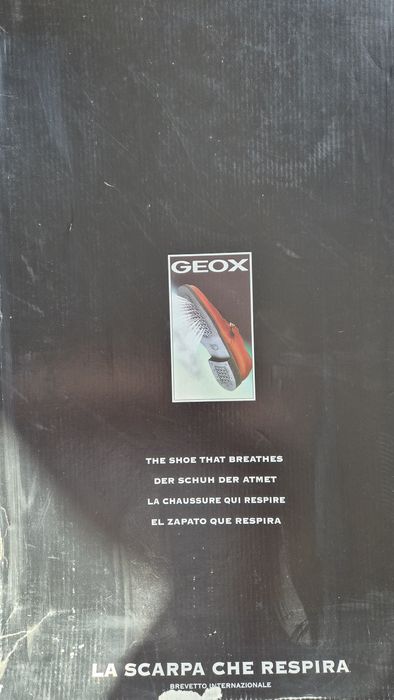 GEOX
THE SHOE THAT BREATHES
DER SCHUH DER ATMET
LA CHAUSSURE QUI RESPIRE
EL ZAPATO QUE RESPIRA
LA SCARPA CHE RESPIRA
BREVETTO INTERNAZIONALE